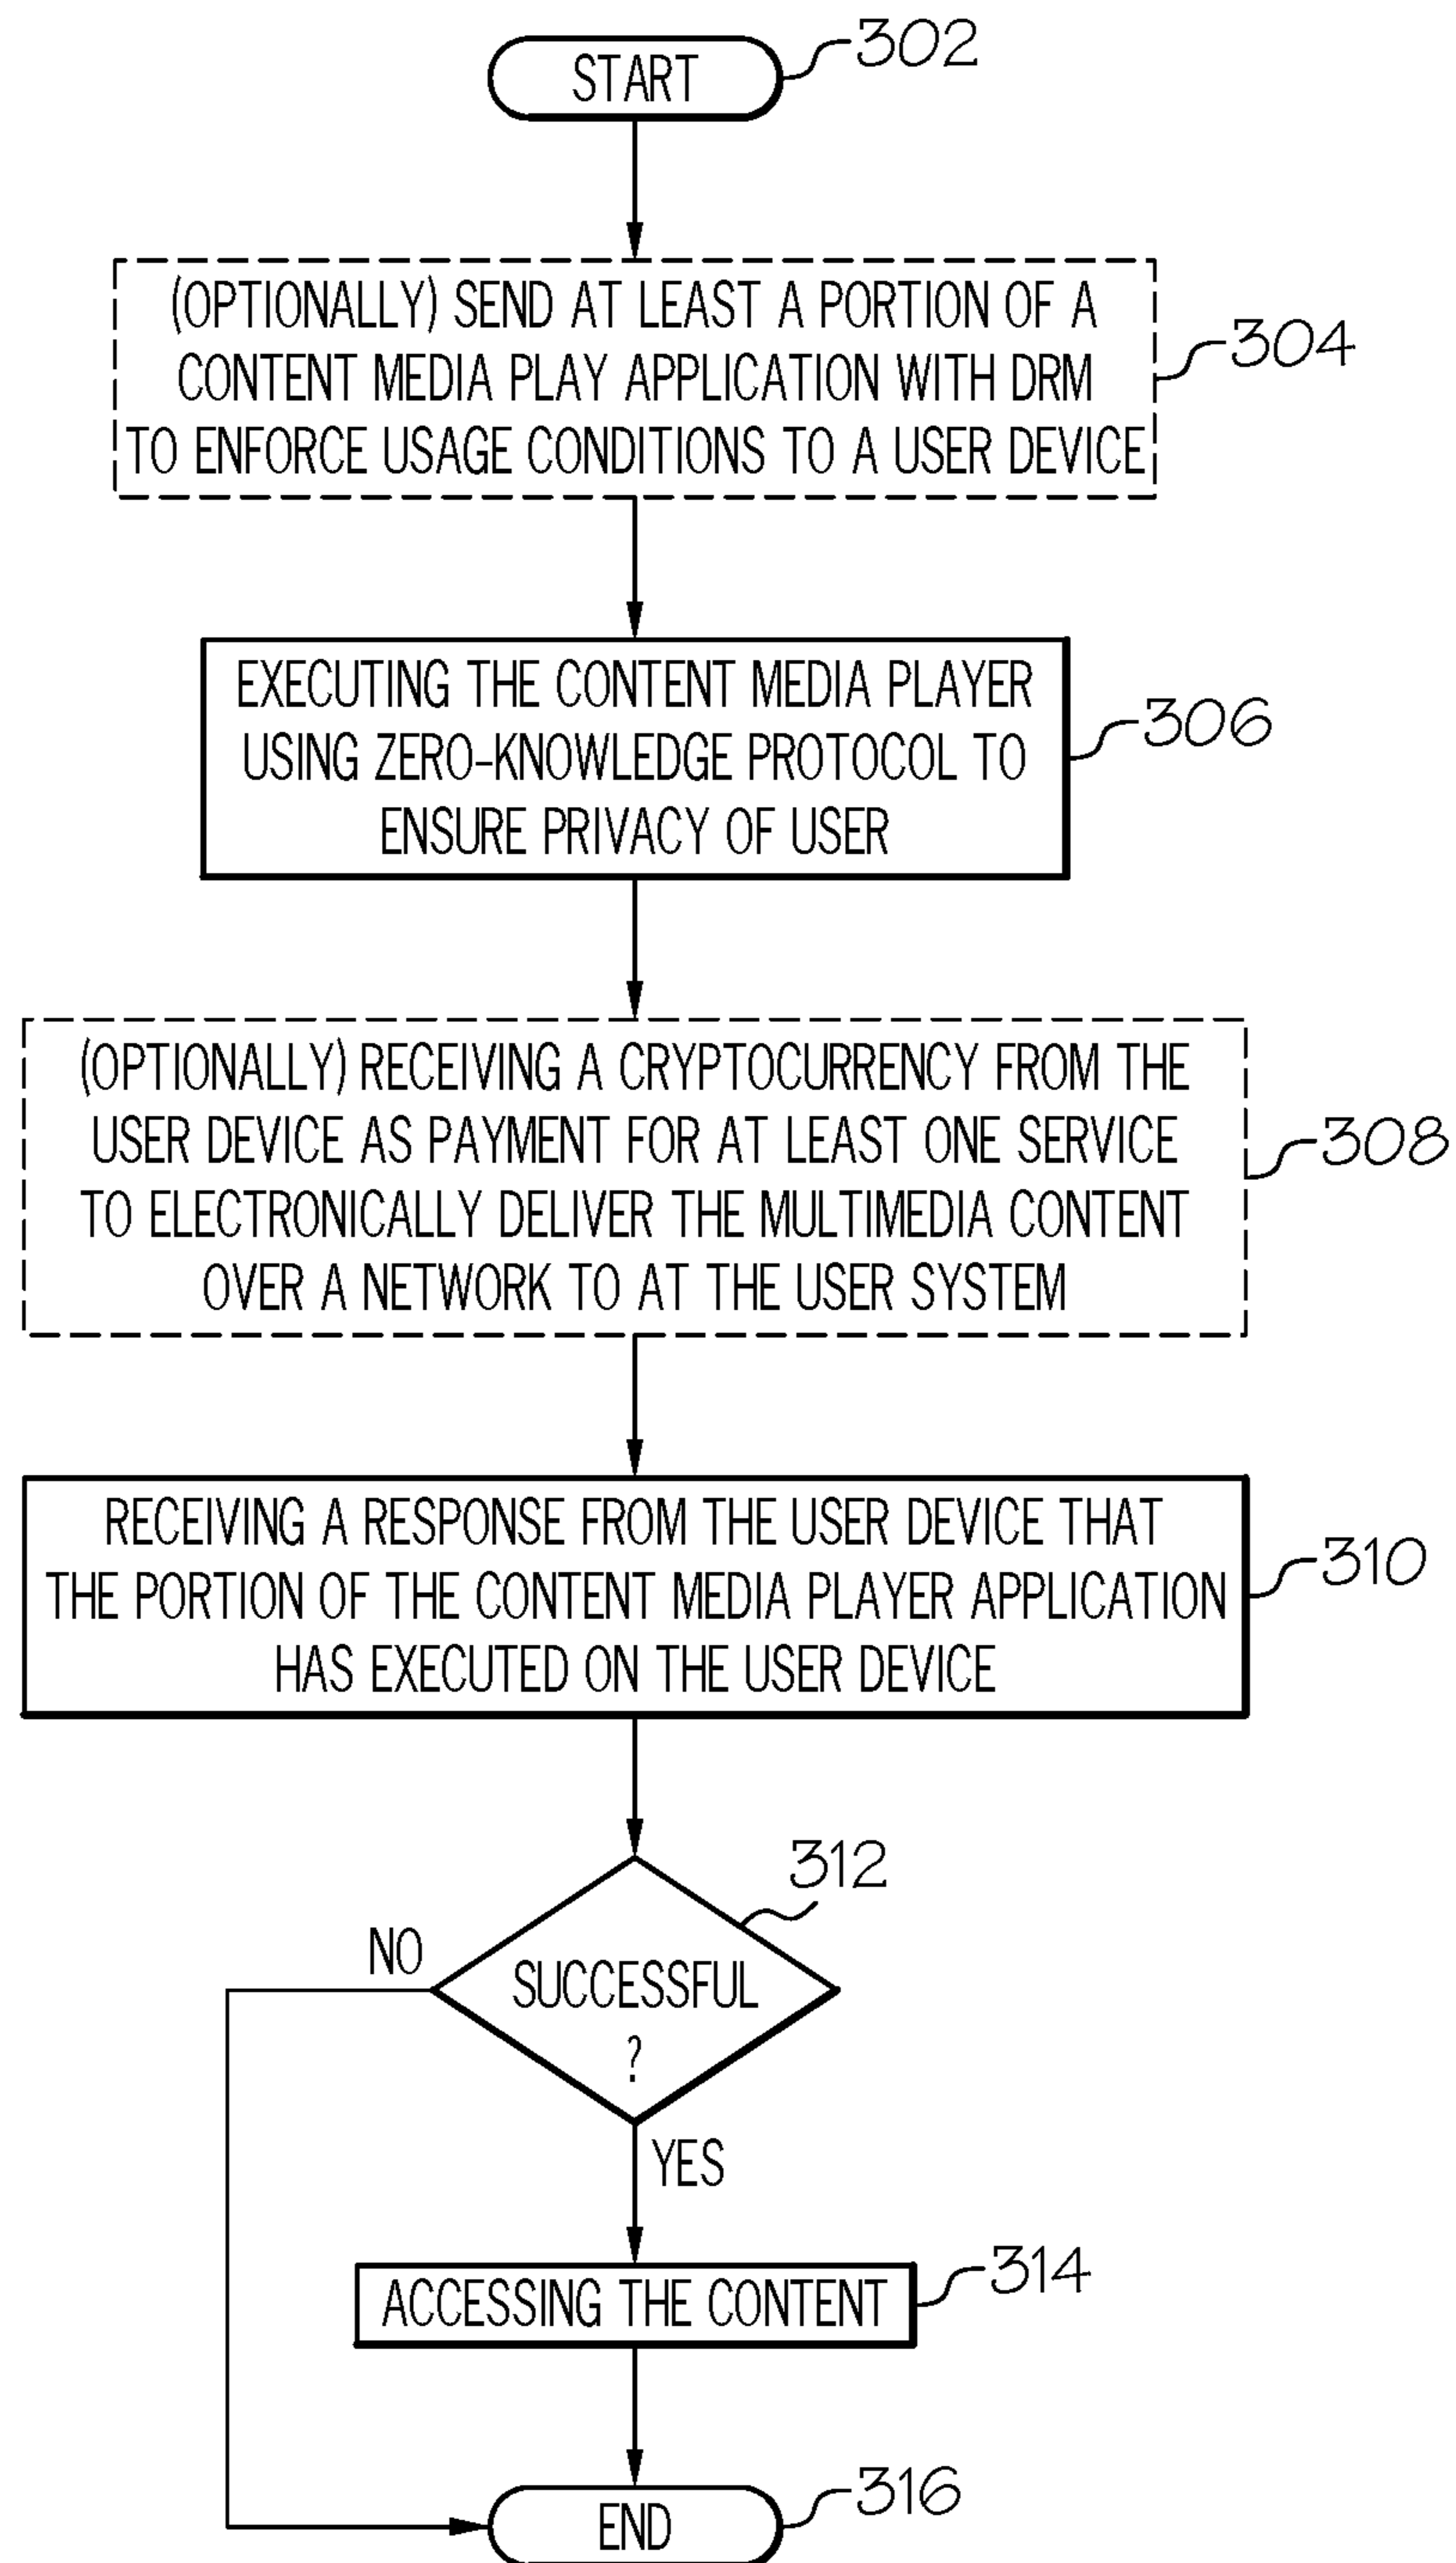 START
302
(OPTIONALLY) SEND AT LEAST A PORTION OF A
CONTENT MEDIA PLAY APPLICATION WITH DRM
TO ENFORCE USAGE CONDITIONS TO A USER DEVICE
304
EXECUTING THE CONTENT MEDIA PLAYER
USING ZERO-KNOWLEDGE PROTOCOL TO
ENSURE PRIVACY OF USER
306
(OPTIONALLY) RECEIVING A CRYPTOCURRENCY FROM THE
USER DEVICE AS PAYMENT FOR AT LEAST ONE SERVICE
TO ELECTRONICALLY DELIVER THE MULTIMEDIA CONTENT
OVER A NETWORK TO AT THE USER SYSTEM
308
RECEIVING A RESPONSE FROM THE USER DEVICE THAT
THE PORTION OF THE CONTENT MEDIA PLAYER APPLICATION
HAS EXECUTED ON THE USER DEVICE
310
312
NO
SUCCESSFUL
?
YES
ACCESSING THE CONTENT
314
END
316